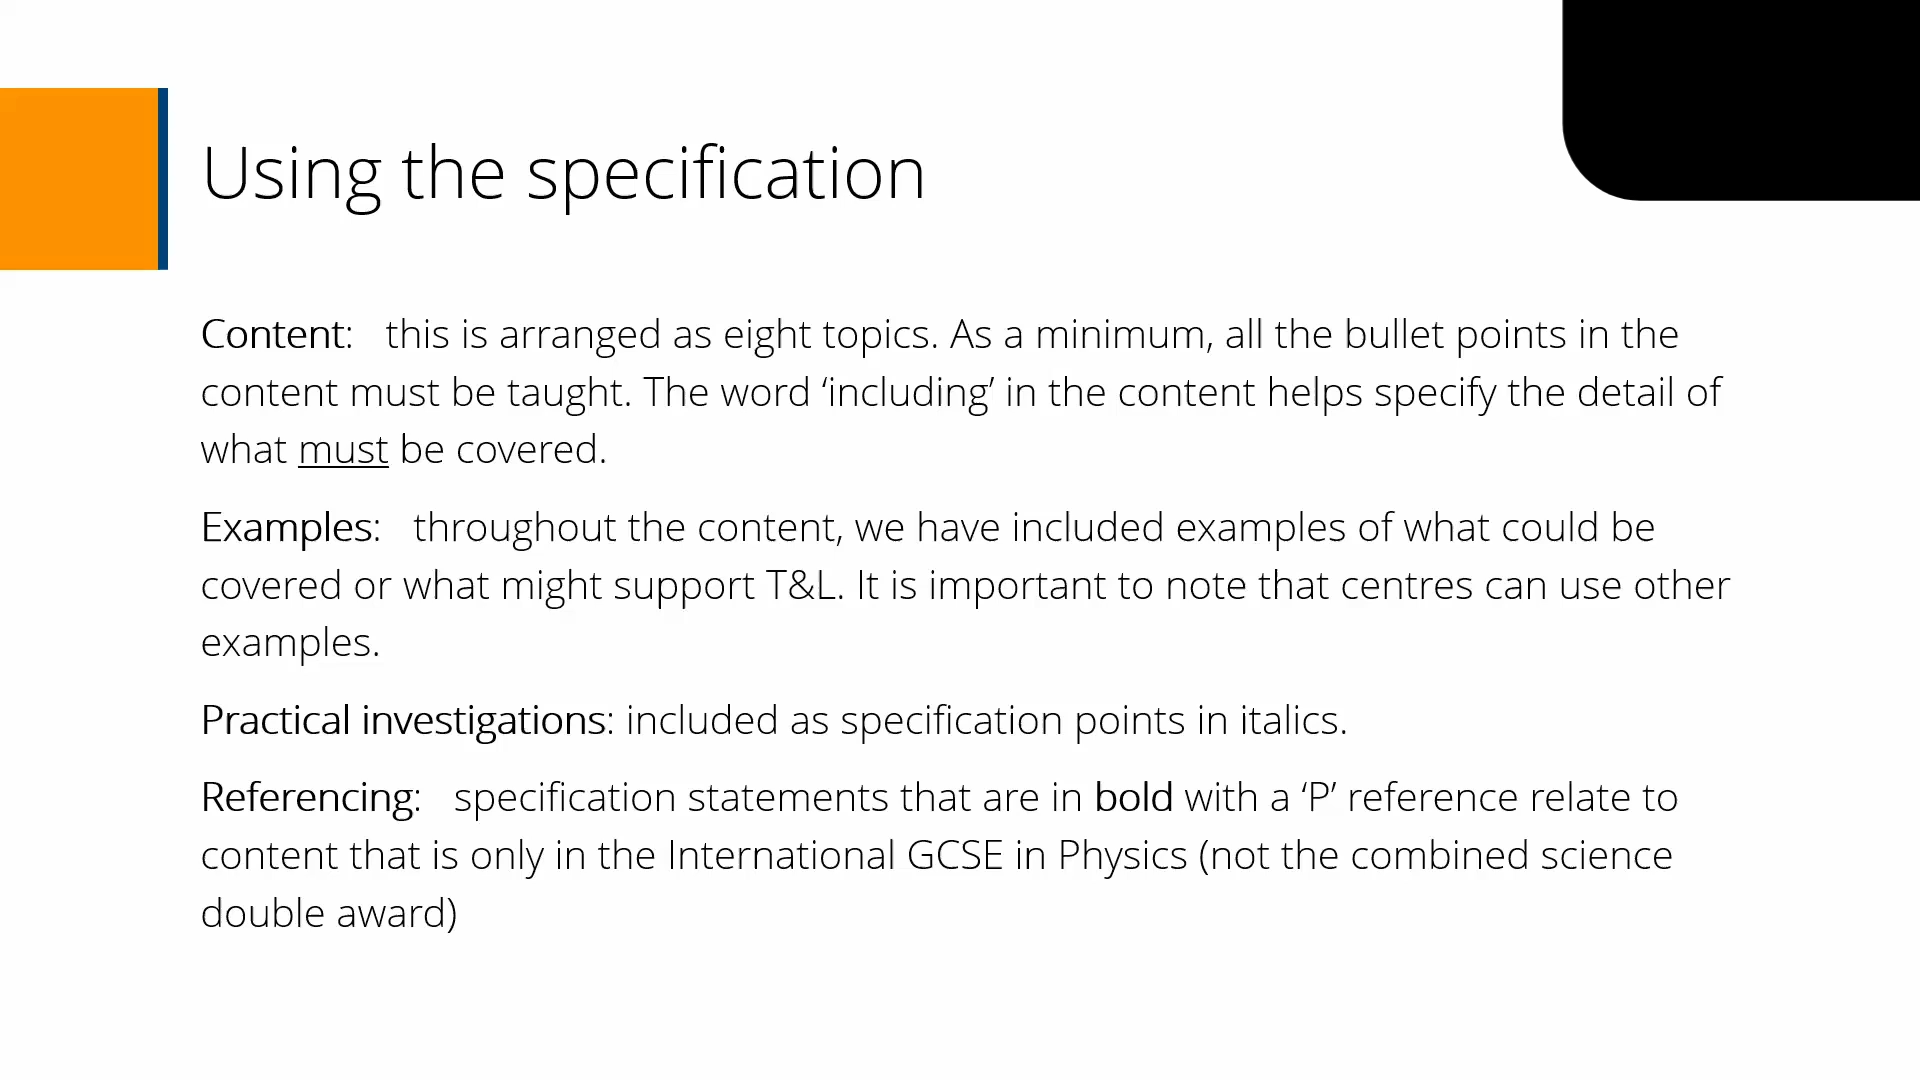 Using the specification
Content:   this is arranged as eight topics. As a minimum, all the bullet points in the
content must be taught. The word ‘including’ in the content helps specify the detail of
what must be covered.
Examples:   throughout the content, we have included examples of what could be
covered or what might support T&L. It is important to note that centres can use other
examples.
Practical investigations: included as specification points in italics.
Referencing:   specification statements that are in bold with a ‘P’ reference relate to
content that is only in the International GCSE in Physics (not the combined science
double award)